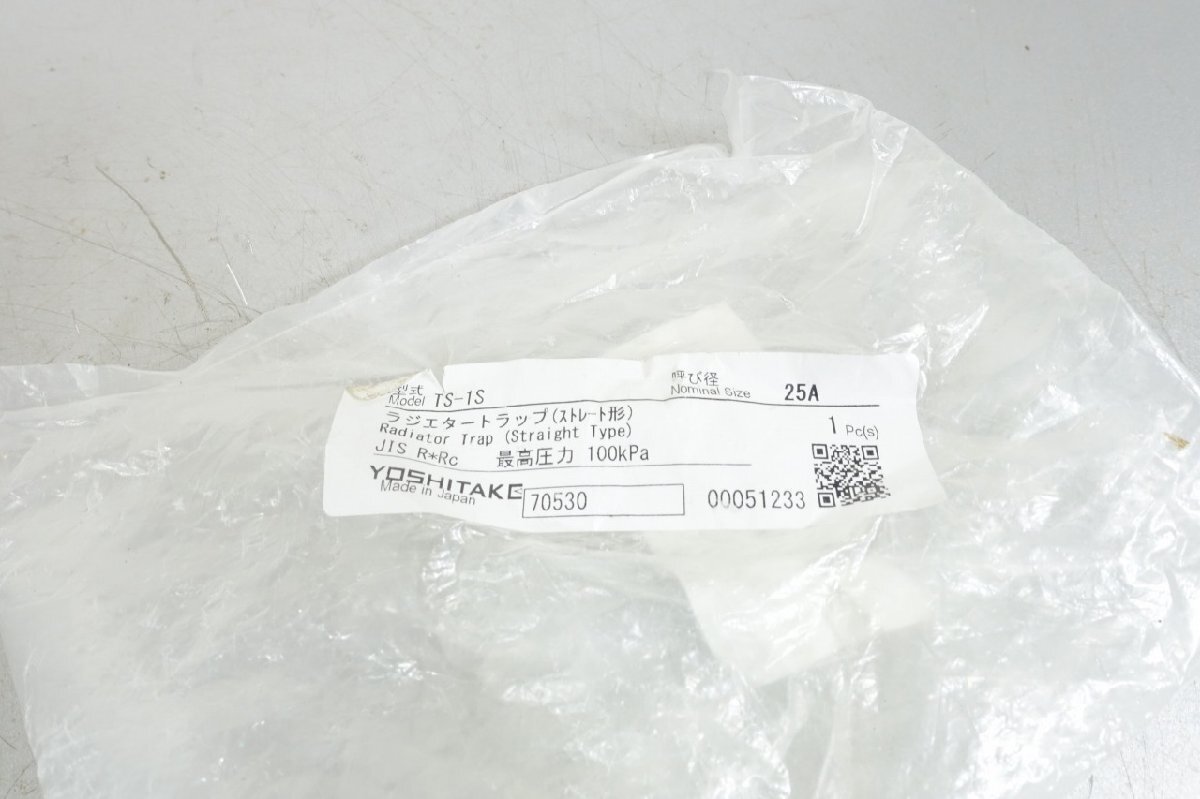 型式 呼び径
Model TS-1S Nominal Size 25A
ラジエタートラップ(ストレート形)
Radiator Trap (Straight Type) 1 Pc(s)
JIS R*Rc 最高圧力 100kPa
YOSHITAKE
Made in Japan 70530 00051233